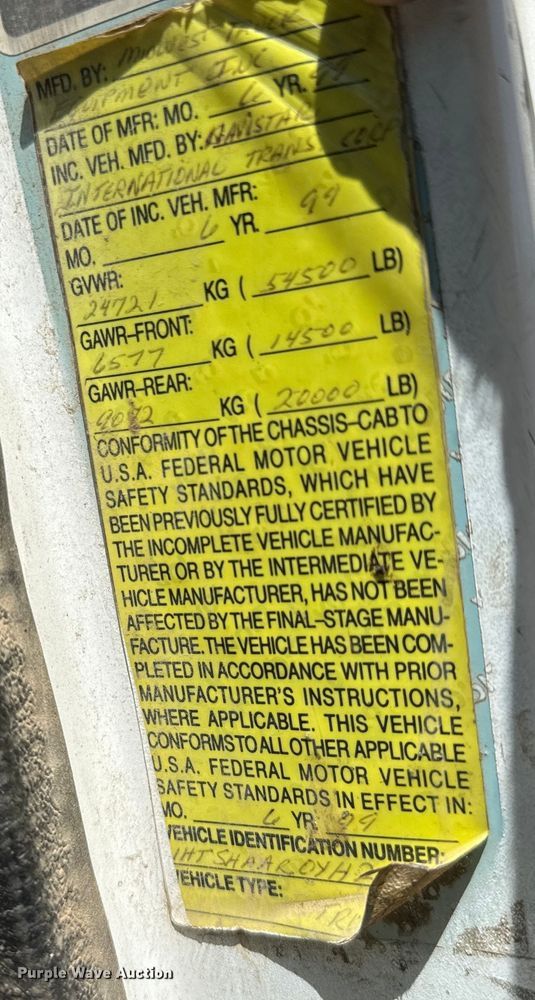 MFD. BY: MIDWEST TRUCK
EQUIPMENT INC
DATE OF MFR: MO. 6 YR. 99
INC. VEH. MFD. BY: NAVISTAR
INTERNATIONAL TRANS CORP
DATE OF INC. VEH. MFR:
MO. 6 YR. 99
GVWR:
24721 KG ( 54500 LB)
GAWR–FRONT:
6577 KG ( 14500 LB)
GAWR–REAR:
9072 KG ( 20000 LB)
CONFORMITY OF THE CHASSIS–CAB TO
U.S.A. FEDERAL MOTOR VEHICLE
SAFETY STANDARDS, WHICH HAVE
BEEN PREVIOUSLY FULLY CERTIFIED BY
THE INCOMPLETE VEHICLE MANUFAC-
TURER OR BY THE INTERMEDIATE VE-
HICLE MANUFACTURER, HAS NOT BEEN
AFFECTED BY THE FINAL–STAGE MANU-
FACTURE. THE VEHICLE HAS BEEN COM-
PLETED IN ACCORDANCE WITH PRIOR
MANUFACTURER'S INSTRUCTIONS,
WHERE APPLICABLE. THIS VEHICLE
CONFORMS TO ALL OTHER APPLICABLE
U.S.A. FEDERAL MOTOR VEHICLE
SAFETY STANDARDS IN EFFECT IN:
MO. 6 YR. 99
VEHICLE IDENTIFICATION NUMBER:
VEHICLE TYPE:
Purple Wave Auction